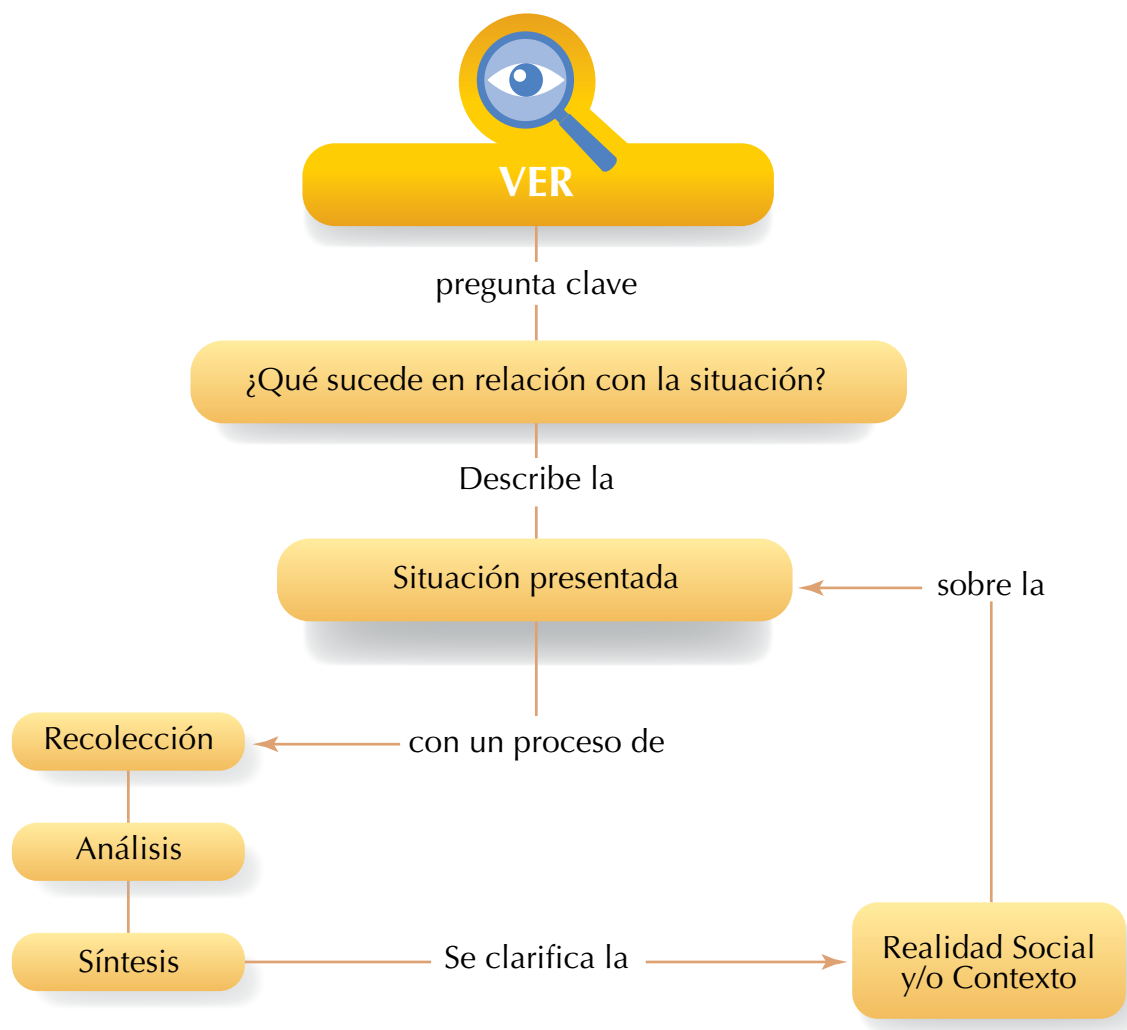 VER
pregunta clave
¿Qué sucede en relación con la situación?
Describe la
Situación presentada
sobre la
Recolección
con un proceso de
Análisis
Síntesis
Se clarifica la
Realidad Social
y/o Contexto